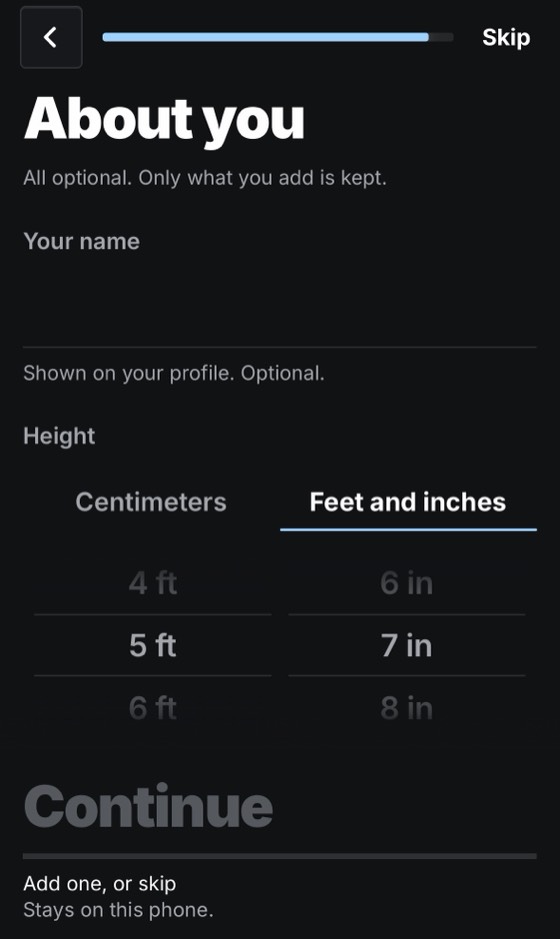 Skip
About you
All optional. Only what you add is kept.
Your name
Shown on your profile. Optional.
Height
Centimeters Feet and inches
4 ft 6 in
5 ft 7 in
6 ft 8 in
Continue
Add one, or skip
Stays on this phone.